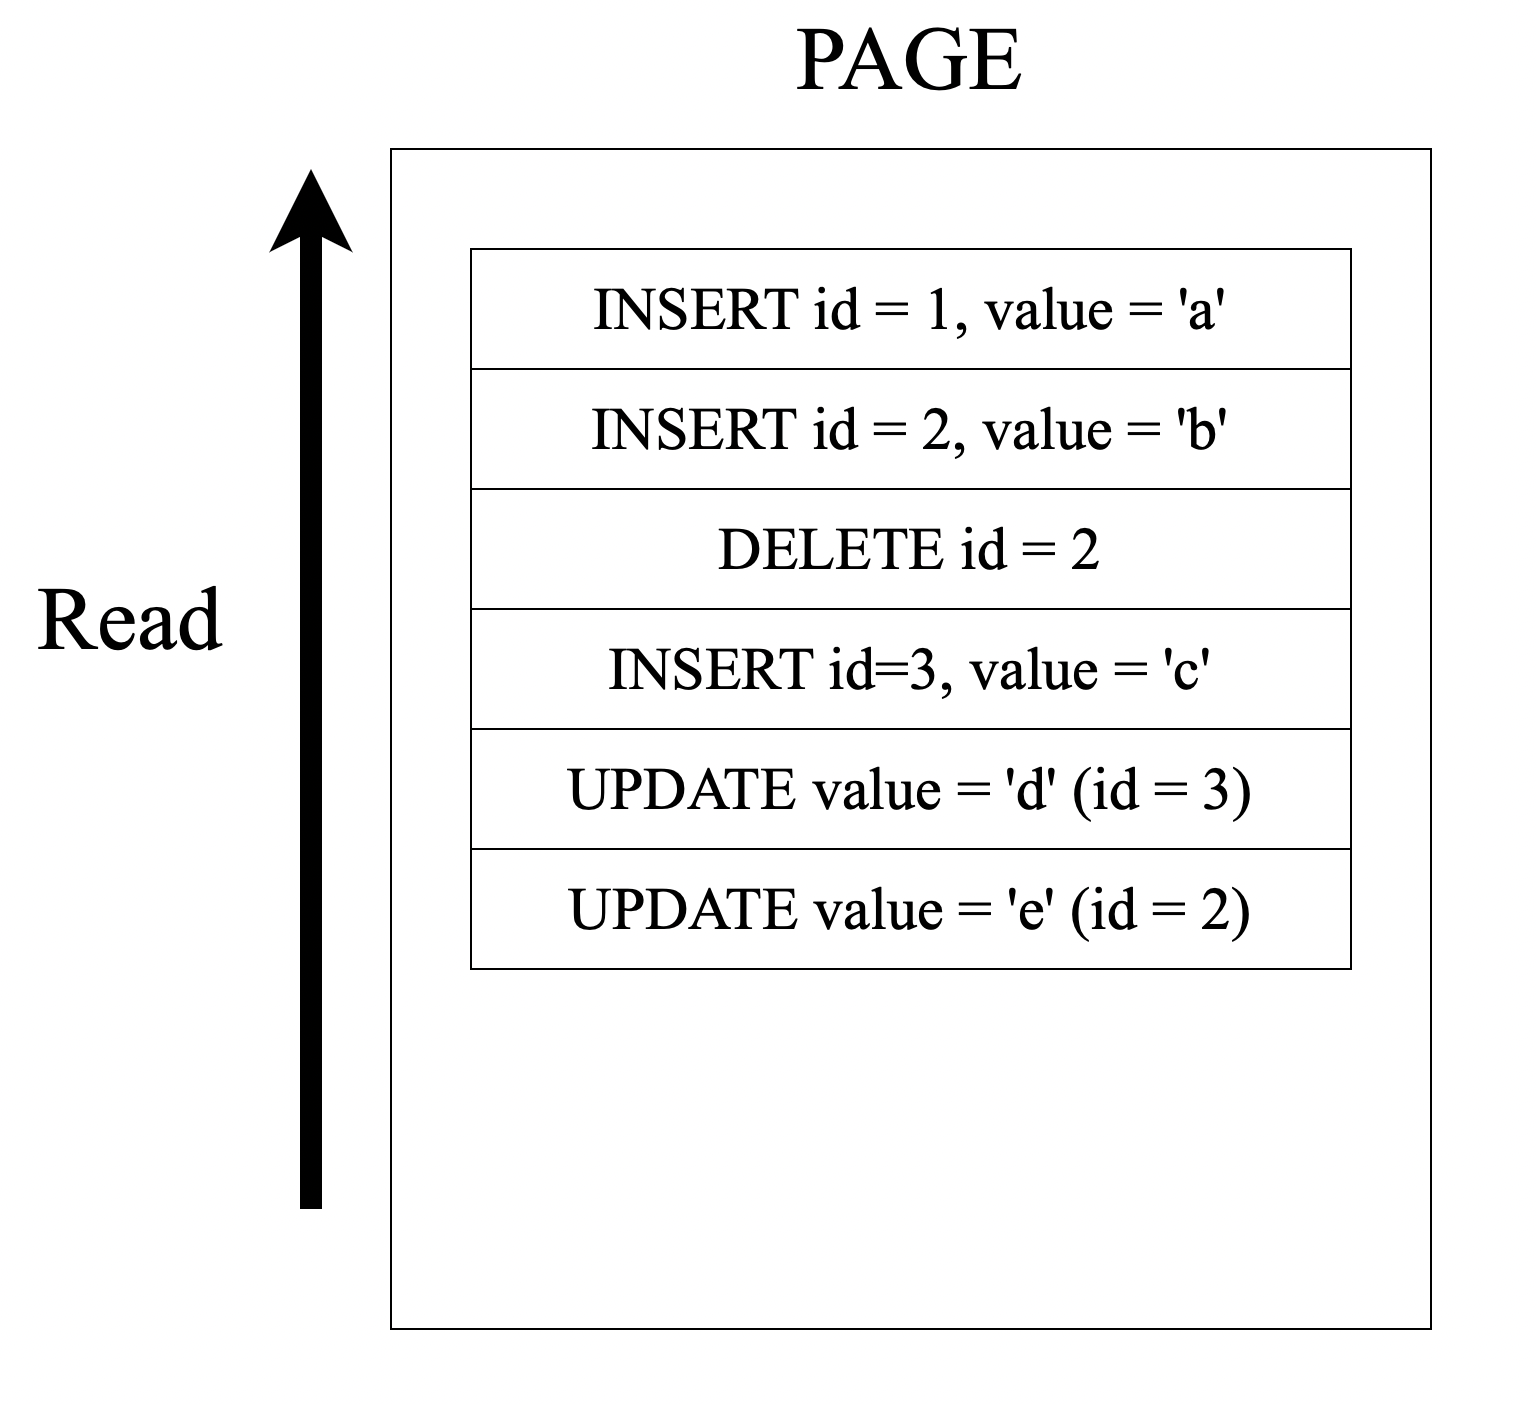 PAGE
INSERT id = 1, value = 'a'
INSERT id = 2, value = 'b'
DELETE id = 2
Read
INSERT id=3, value = 'c'
UPDATE value = 'd' (id = 3)
UPDATE value = 'e' (id = 2)